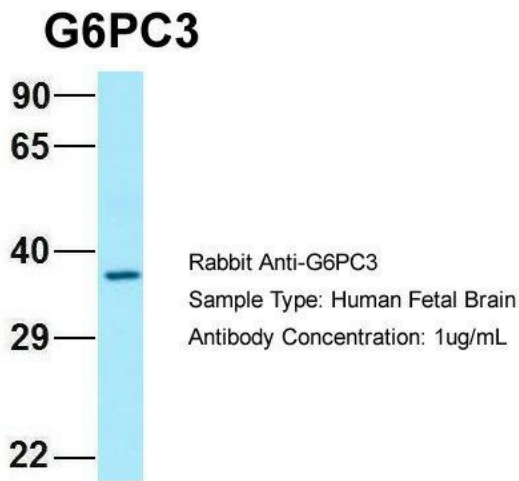 G6PC3
90
65
40
Rabbit Anti-G6PC3
Sample Type: Human Fetal Brain
29
Antibody Concentration: 1ug/mL
22